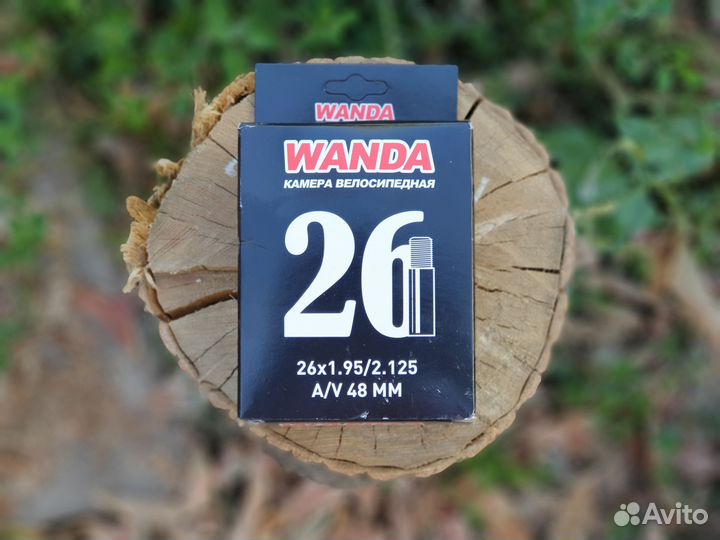 WANDA
WANDA
КАМЕРА ВЕЛОСИПЕДНАЯ
26
26x1.95/2.125
A/V 48 MM
Avito